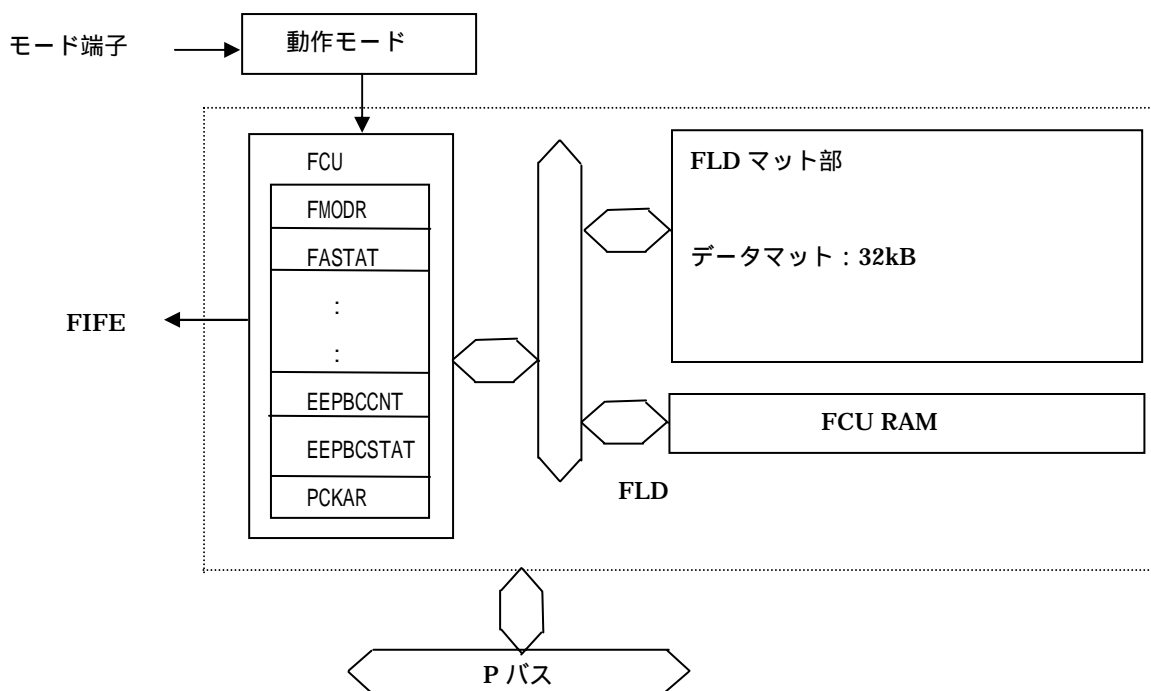 モード端子
動作モード
FCU
FMODR
FASTAT
:
:
EEPBCCNT
EEPBCSTAT
PCKAR
FIFE
FLD マット部
データマット：32kB
FCU RAM
FLD
P バス